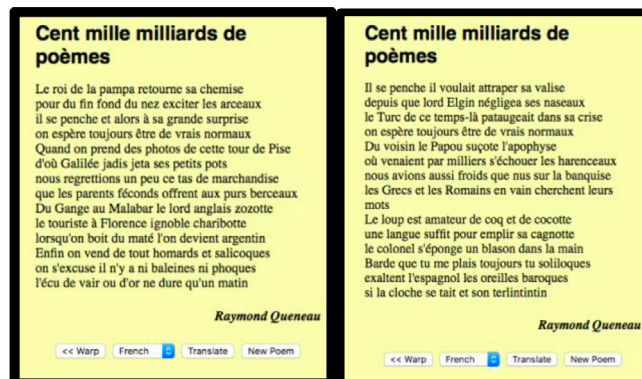 Cent mille milliards de
poèmes
Le roi de la pampa retourne sa chemise
pour du fin fond du nez exciter les arceaux
il se penche et alors à sa grande surprise
on espère toujours être de vrais normaux
Quand on prend des photos de cette tour de Pise
d'où Galilée jadis jeta ses petits pots
nous regrettions un peu ce tas de marchandise
que les parents féconds offrent aux purs berceaux
Du Gange au Malabar le lord anglais zozotte
le touriste à Florence ignoble charibotte
lorsqu'on boit du maté l'on devient argentin
Enfin on vend de tout homards et salicoques
on s'excuse il n'y a ni baleines ni phoques
l'écu de vair ou d'or ne dure qu'un matin
Raymond Queneau
<< Warp French Translate New Poem
Cent mille milliards de
poèmes
Il se penche il voulait attraper sa valise
depuis que lord Elgin négligea ses naseaux
le Turc de ce temps-là pataugeait dans sa crise
on espère toujours être de vrais normaux
Du voisin le Papou suçote l'apophyse
où venaient par milliers s'échouer les harenceaux
nous avions aussi froids que nus sur la banquise
les Grecs et les Romains en vain cherchent leurs
mots
Le loup est amateur de coq et de cocotte
une langue suffit pour emplir sa cagnotte
le colonel s'éponge un blason dans la main
Barde que tu me plais toujours tu soliloques
exaltent l'espagnol les oreilles baroques
si la cloche se tait et son terlintintin
Raymond Queneau
<< Warp French Translate New Poem